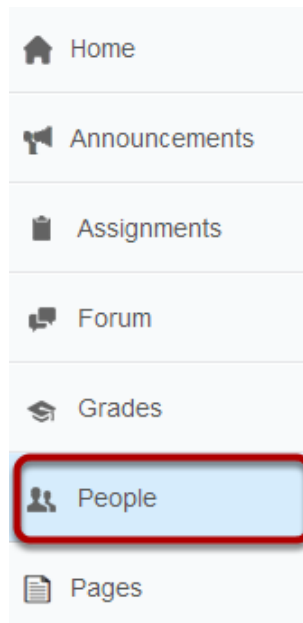 Home
Announcements
Assignments
Forum
Grades
People
Pages